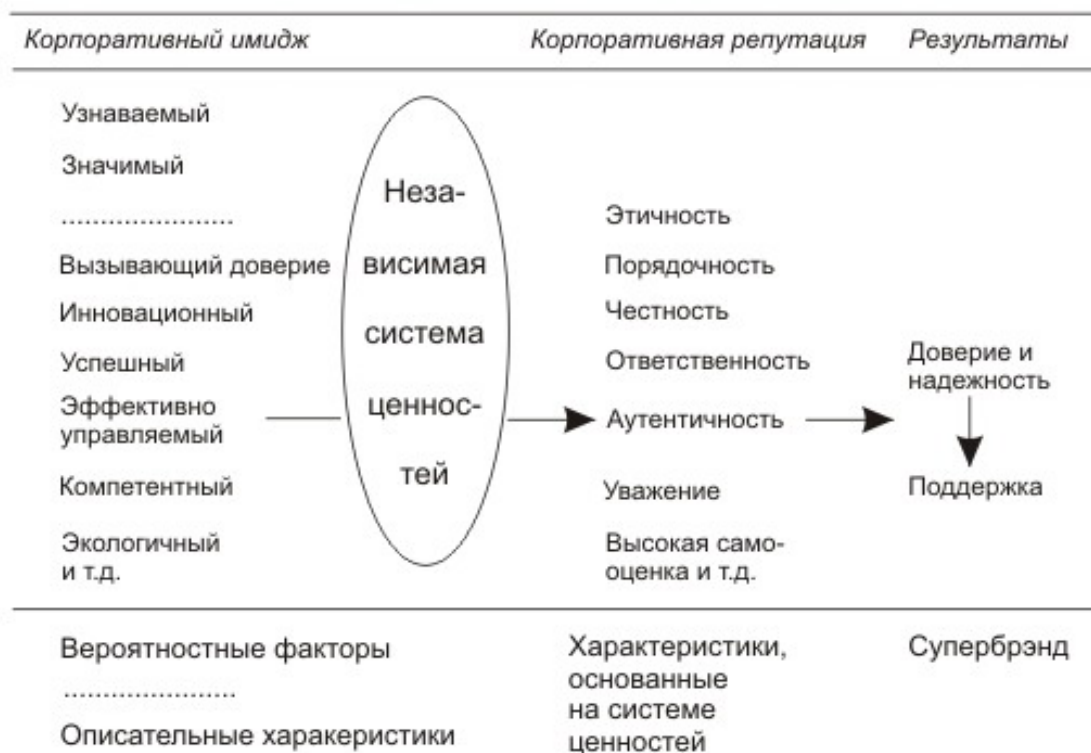 Корпоративный имидж
Корпоративная репутация
Результаты
Узнаваемый
Значимый
......................
Вызывающий доверие
Инновационный
Успешный
Эффективно
управляемый
Компетентный
Экологичный
и т.д.
Неза-
висимая
система
ценнос-
тей
Этичность
Порядочность
Честность
Ответственность
Аутентичность
Уважение
Высокая само-
оценка и т.д.
Доверие и
надежность
Поддержка
Вероятностные факторы
......................
Описательные характеристики
Характеристики,
основанные
на системе
ценностей
Супербрэнд